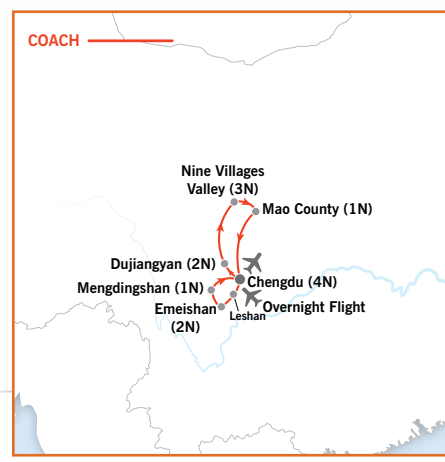 COACH
Nine Villages
Valley (3N)
Mao County (1N)
Dujiangyan (2N)
Chengdu (4N)
Mengdingshan (1N)
Overnight Flight
Emeishan
(2N)
Leshan